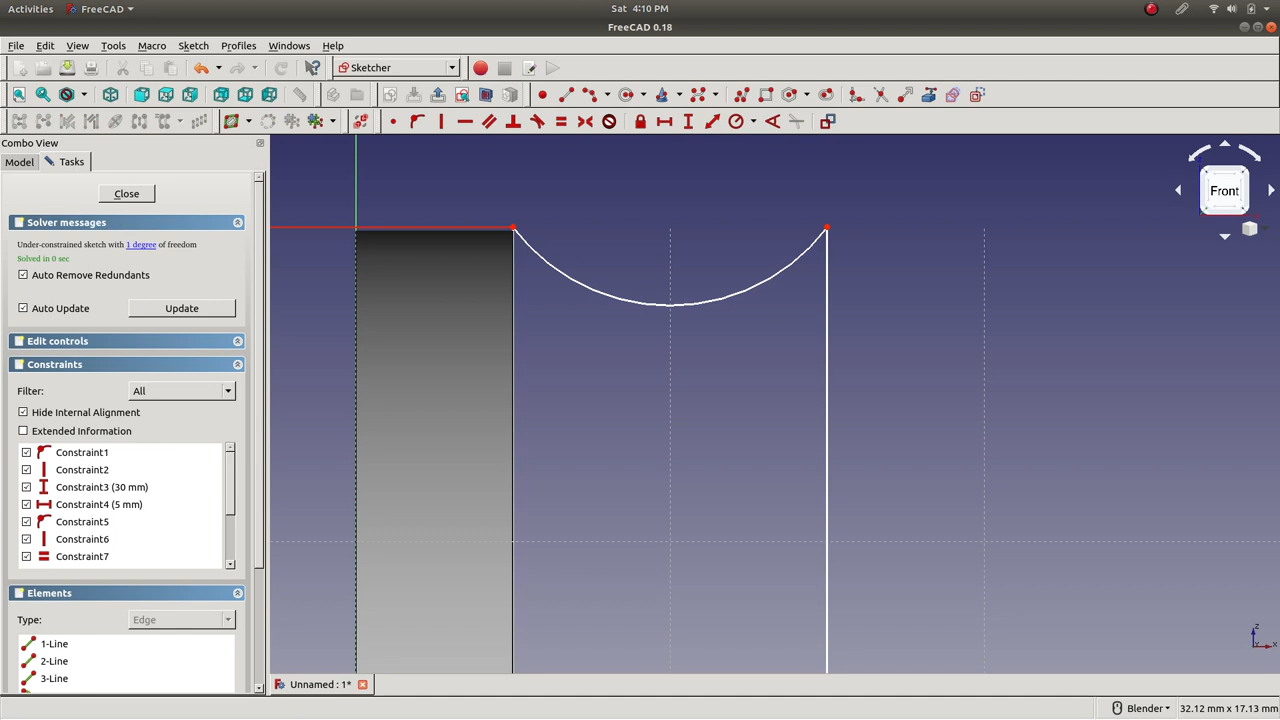 Activities FreeCAD Sat 4:10 PM
FreeCAD 0.18
File Edit View Tools Macro Sketch Profiles Windows Help
Sketcher
Combo View
Model Tasks
Close
Solver messages
Under-constrained sketch with 1 degree of freedom
Solved in 0 sec
Auto Remove Redundants
Auto Update Update
Edit controls
Constraints
Filter: All
Hide Internal Alignment
Extended Information
Constraint1
Constraint2
Constraint3 (30 mm)
Constraint4 (5 mm)
Constraint5
Constraint6
Constraint7
Elements
Type: Edge
1-Line
2-Line
3-Line
Front
Z
X
Unnamed : 1*
Blender 32.12 mm x 17.13 mm